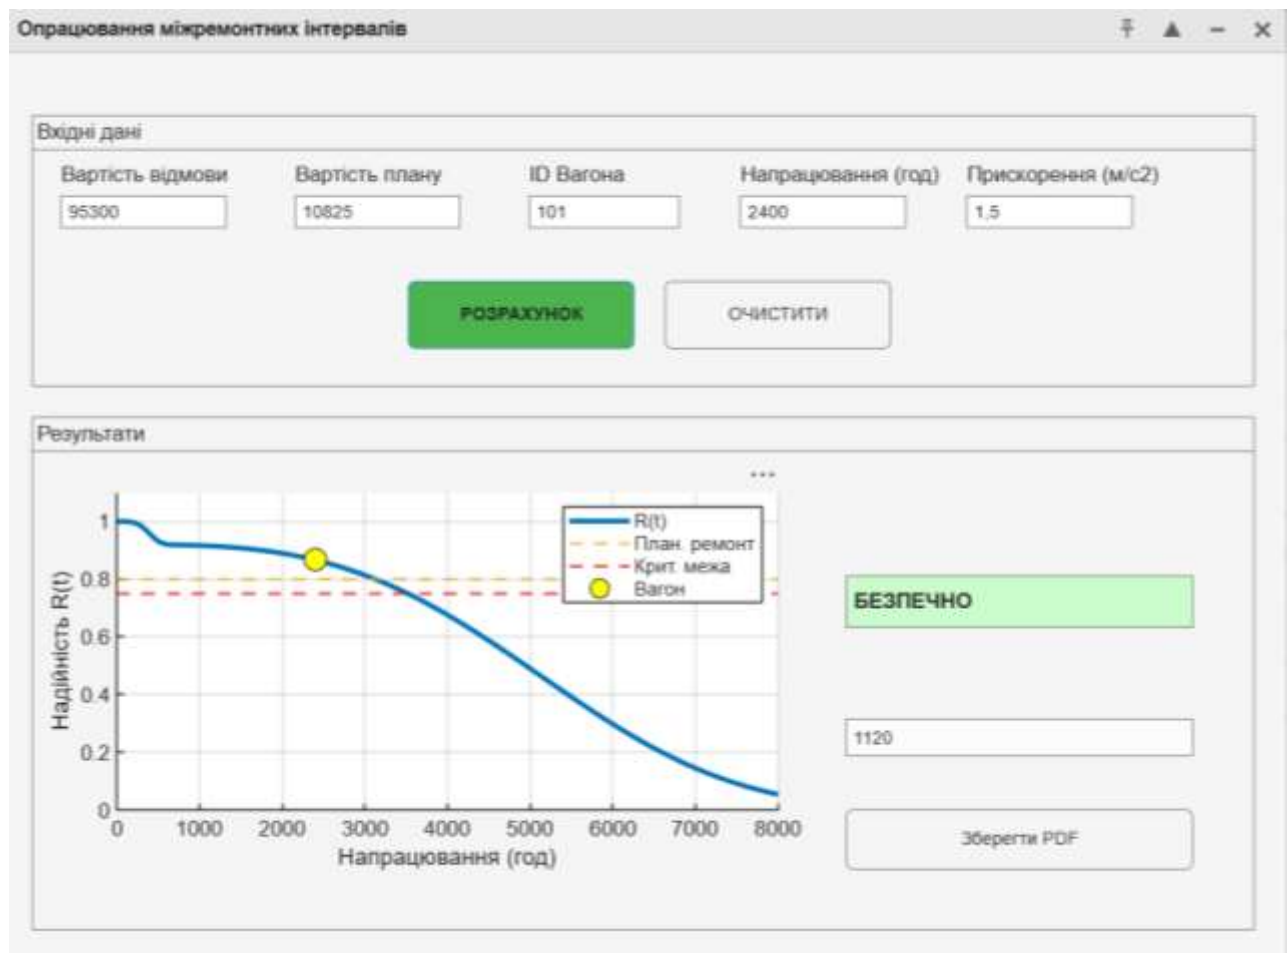 Опрацювання міжремонтних інтервалів
Вхідні дані
Вартість відмови Вартість плану ID Вагона Напрацювання (год) Прискорення (м/с2)
95300 10825 101 2400 1,5
РОЗРАХУНОК ОЧИСТИТИ
Результати
R(t)
План. ремонт
Крит. межа
Вагон
Надійність R(t)
1
0.8
0.6
0.4
0.2
0
0 1000 2000 3000 4000 5000 6000 7000 8000
Напрацювання (год)
БЕЗПЕЧНО
1120
Зберегти PDF